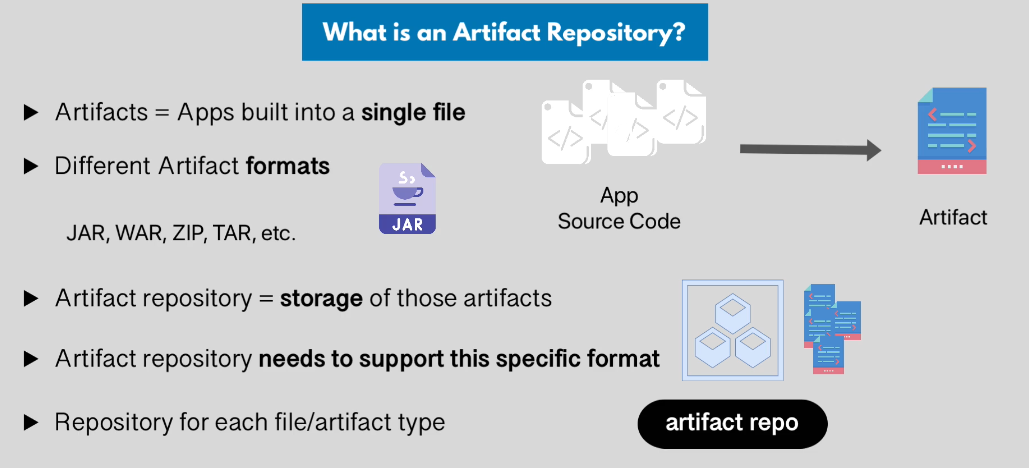 What is an Artifact Repository?
Artifacts = Apps built into a single file
Different Artifact formats
JAR
JAR, WAR, ZIP, TAR, etc.
App
Source Code
Artifact
Artifact repository = storage of those artifacts
Artifact repository needs to support this specific format
Repository for each file/artifact type
artifact repo